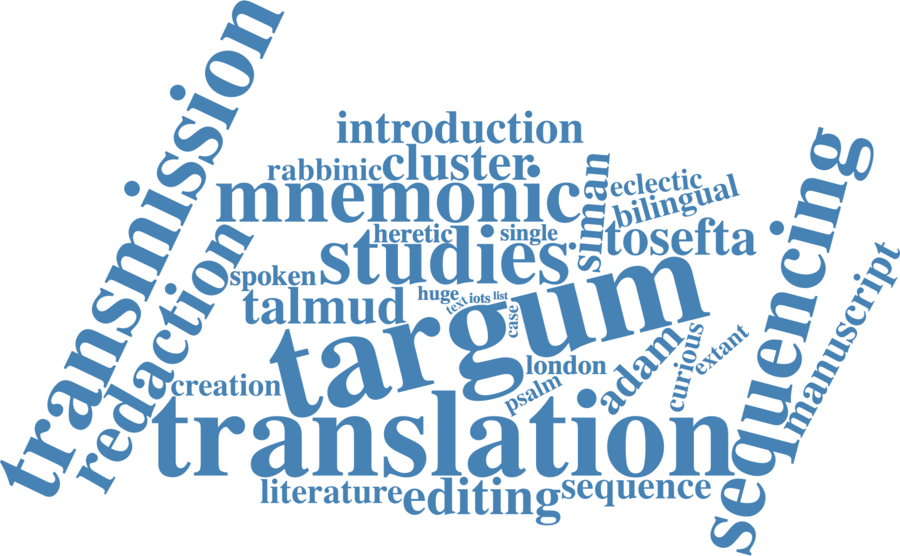 transmission
introduction
rabbinic
cluster
mnemonic
siman
eclectic
bilingual
sequencing
redaction
heretic
single
studies
tosefta
spoken
talmud
huge
text
iots
list
case
targum
manuscript
creation
london
psalm
adam
curious
extant
translation
literature
editing
sequence